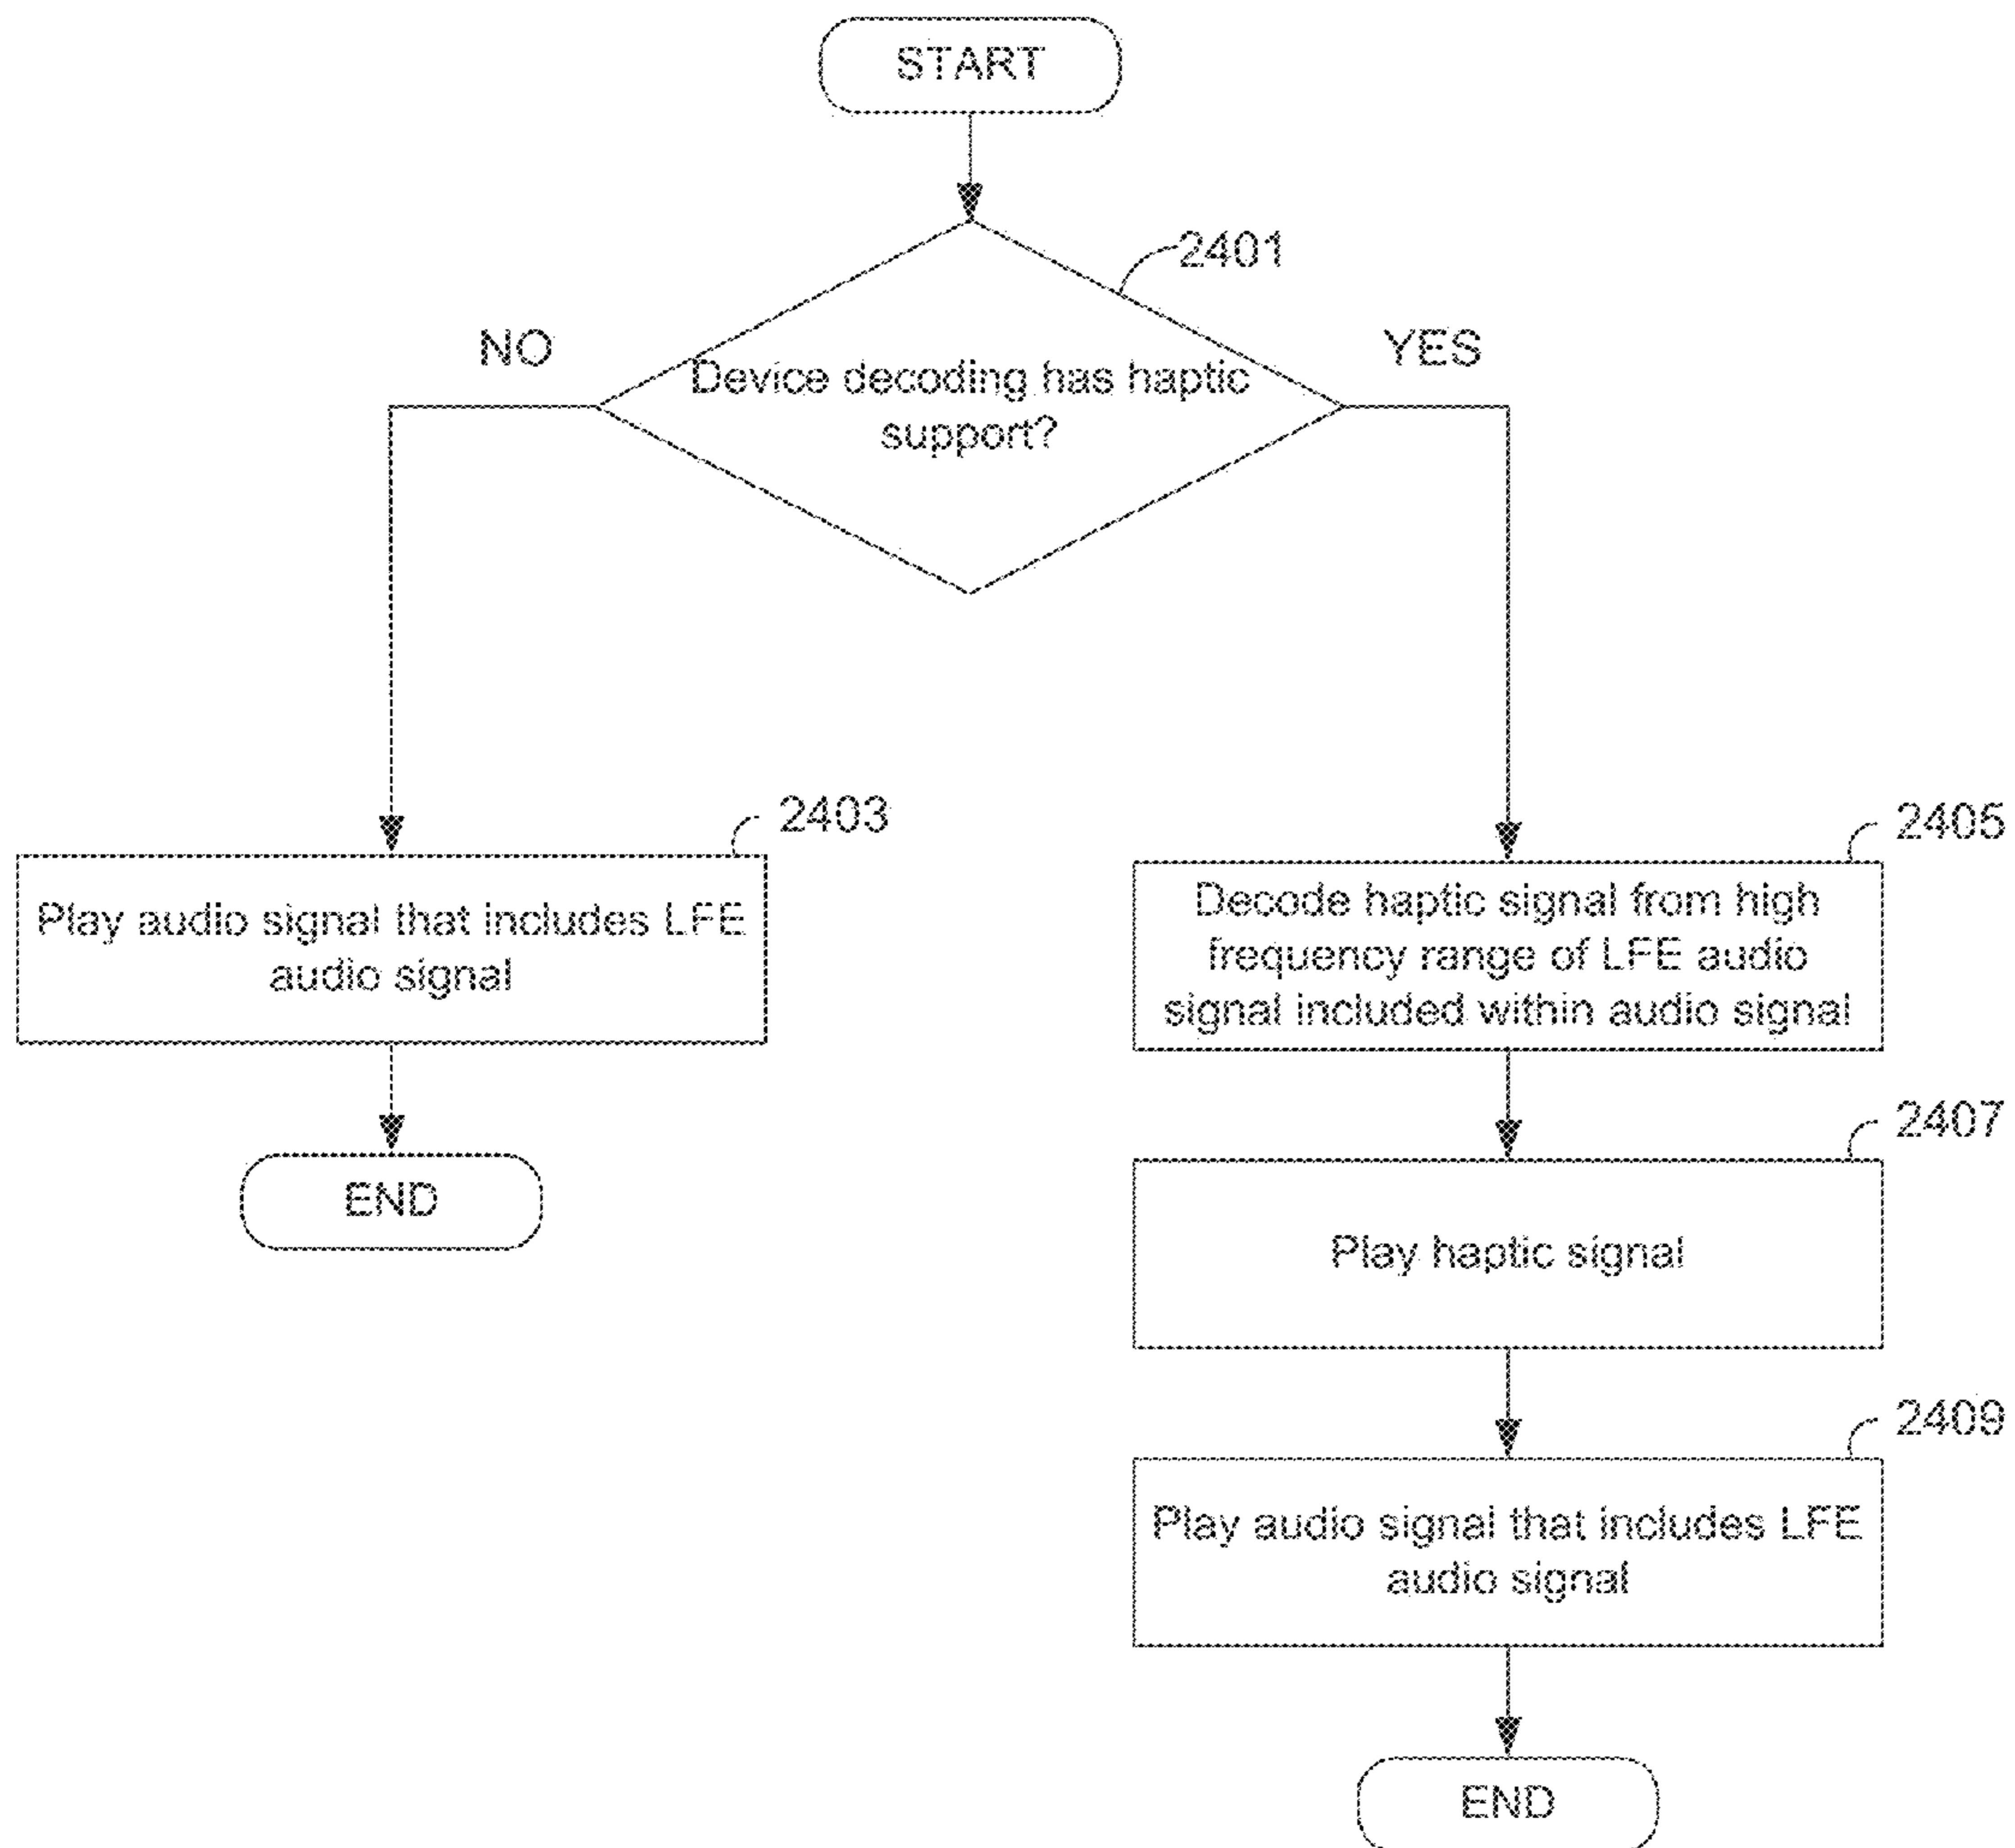 START
2401
NO
YES
Device decoding has haptic
support?
2403
Play audio signal that includes LFE
audio signal
END
2405
Decode haptic signal from high
frequency range of LFE audio
signal included within audio signal
2407
Play haptic signal
2409
Play audio signal that includes LFE
audio signal
END